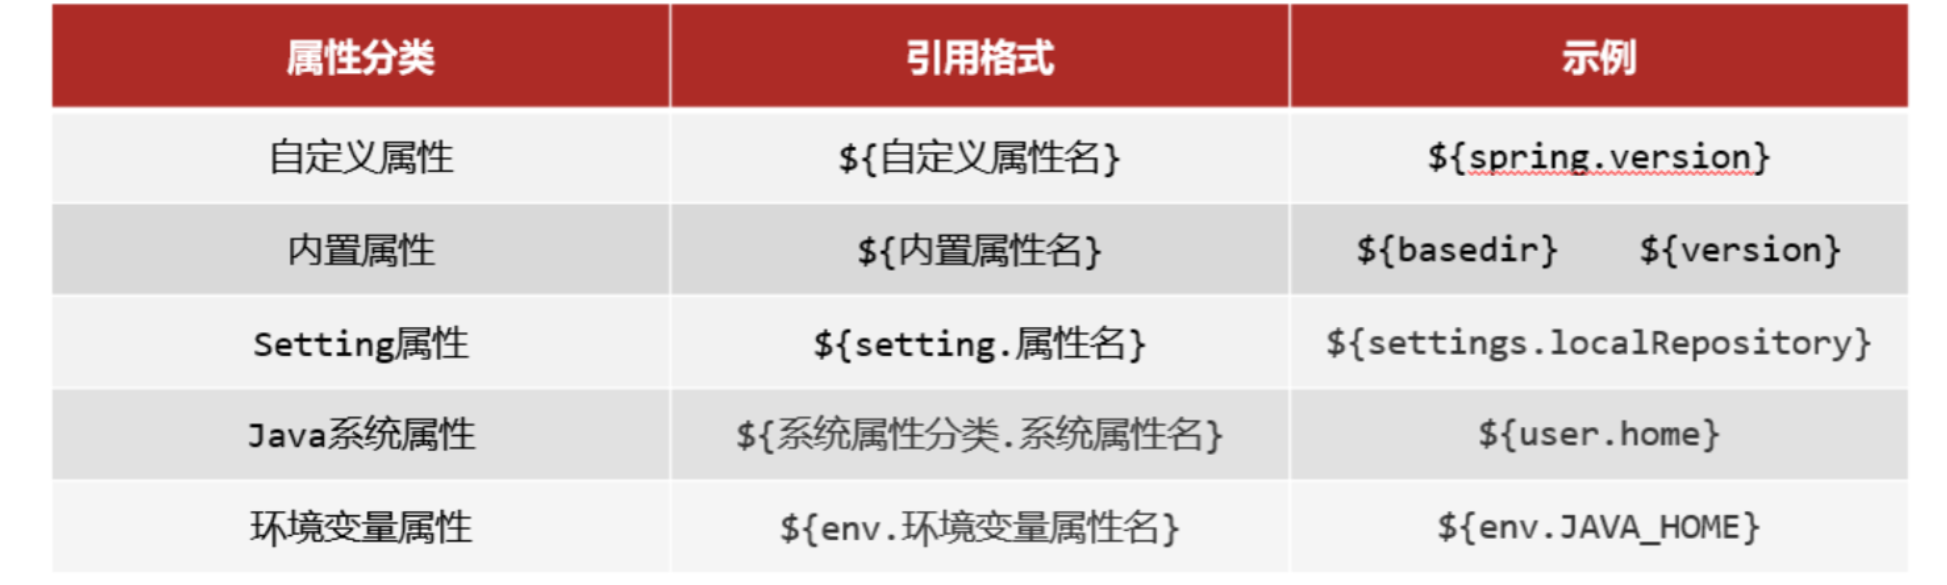 属性分类 引用格式 示例
自定义属性 ${自定义属性名} ${spring.version}
内置属性 ${内置属性名} ${basedir} ${version}
Setting属性 ${setting.属性名} ${settings.localRepository}
Java系统属性 ${系统属性分类.系统属性名} ${user.home}
环境变量属性 ${env.环境变量属性名} ${env.JAVA_HOME}